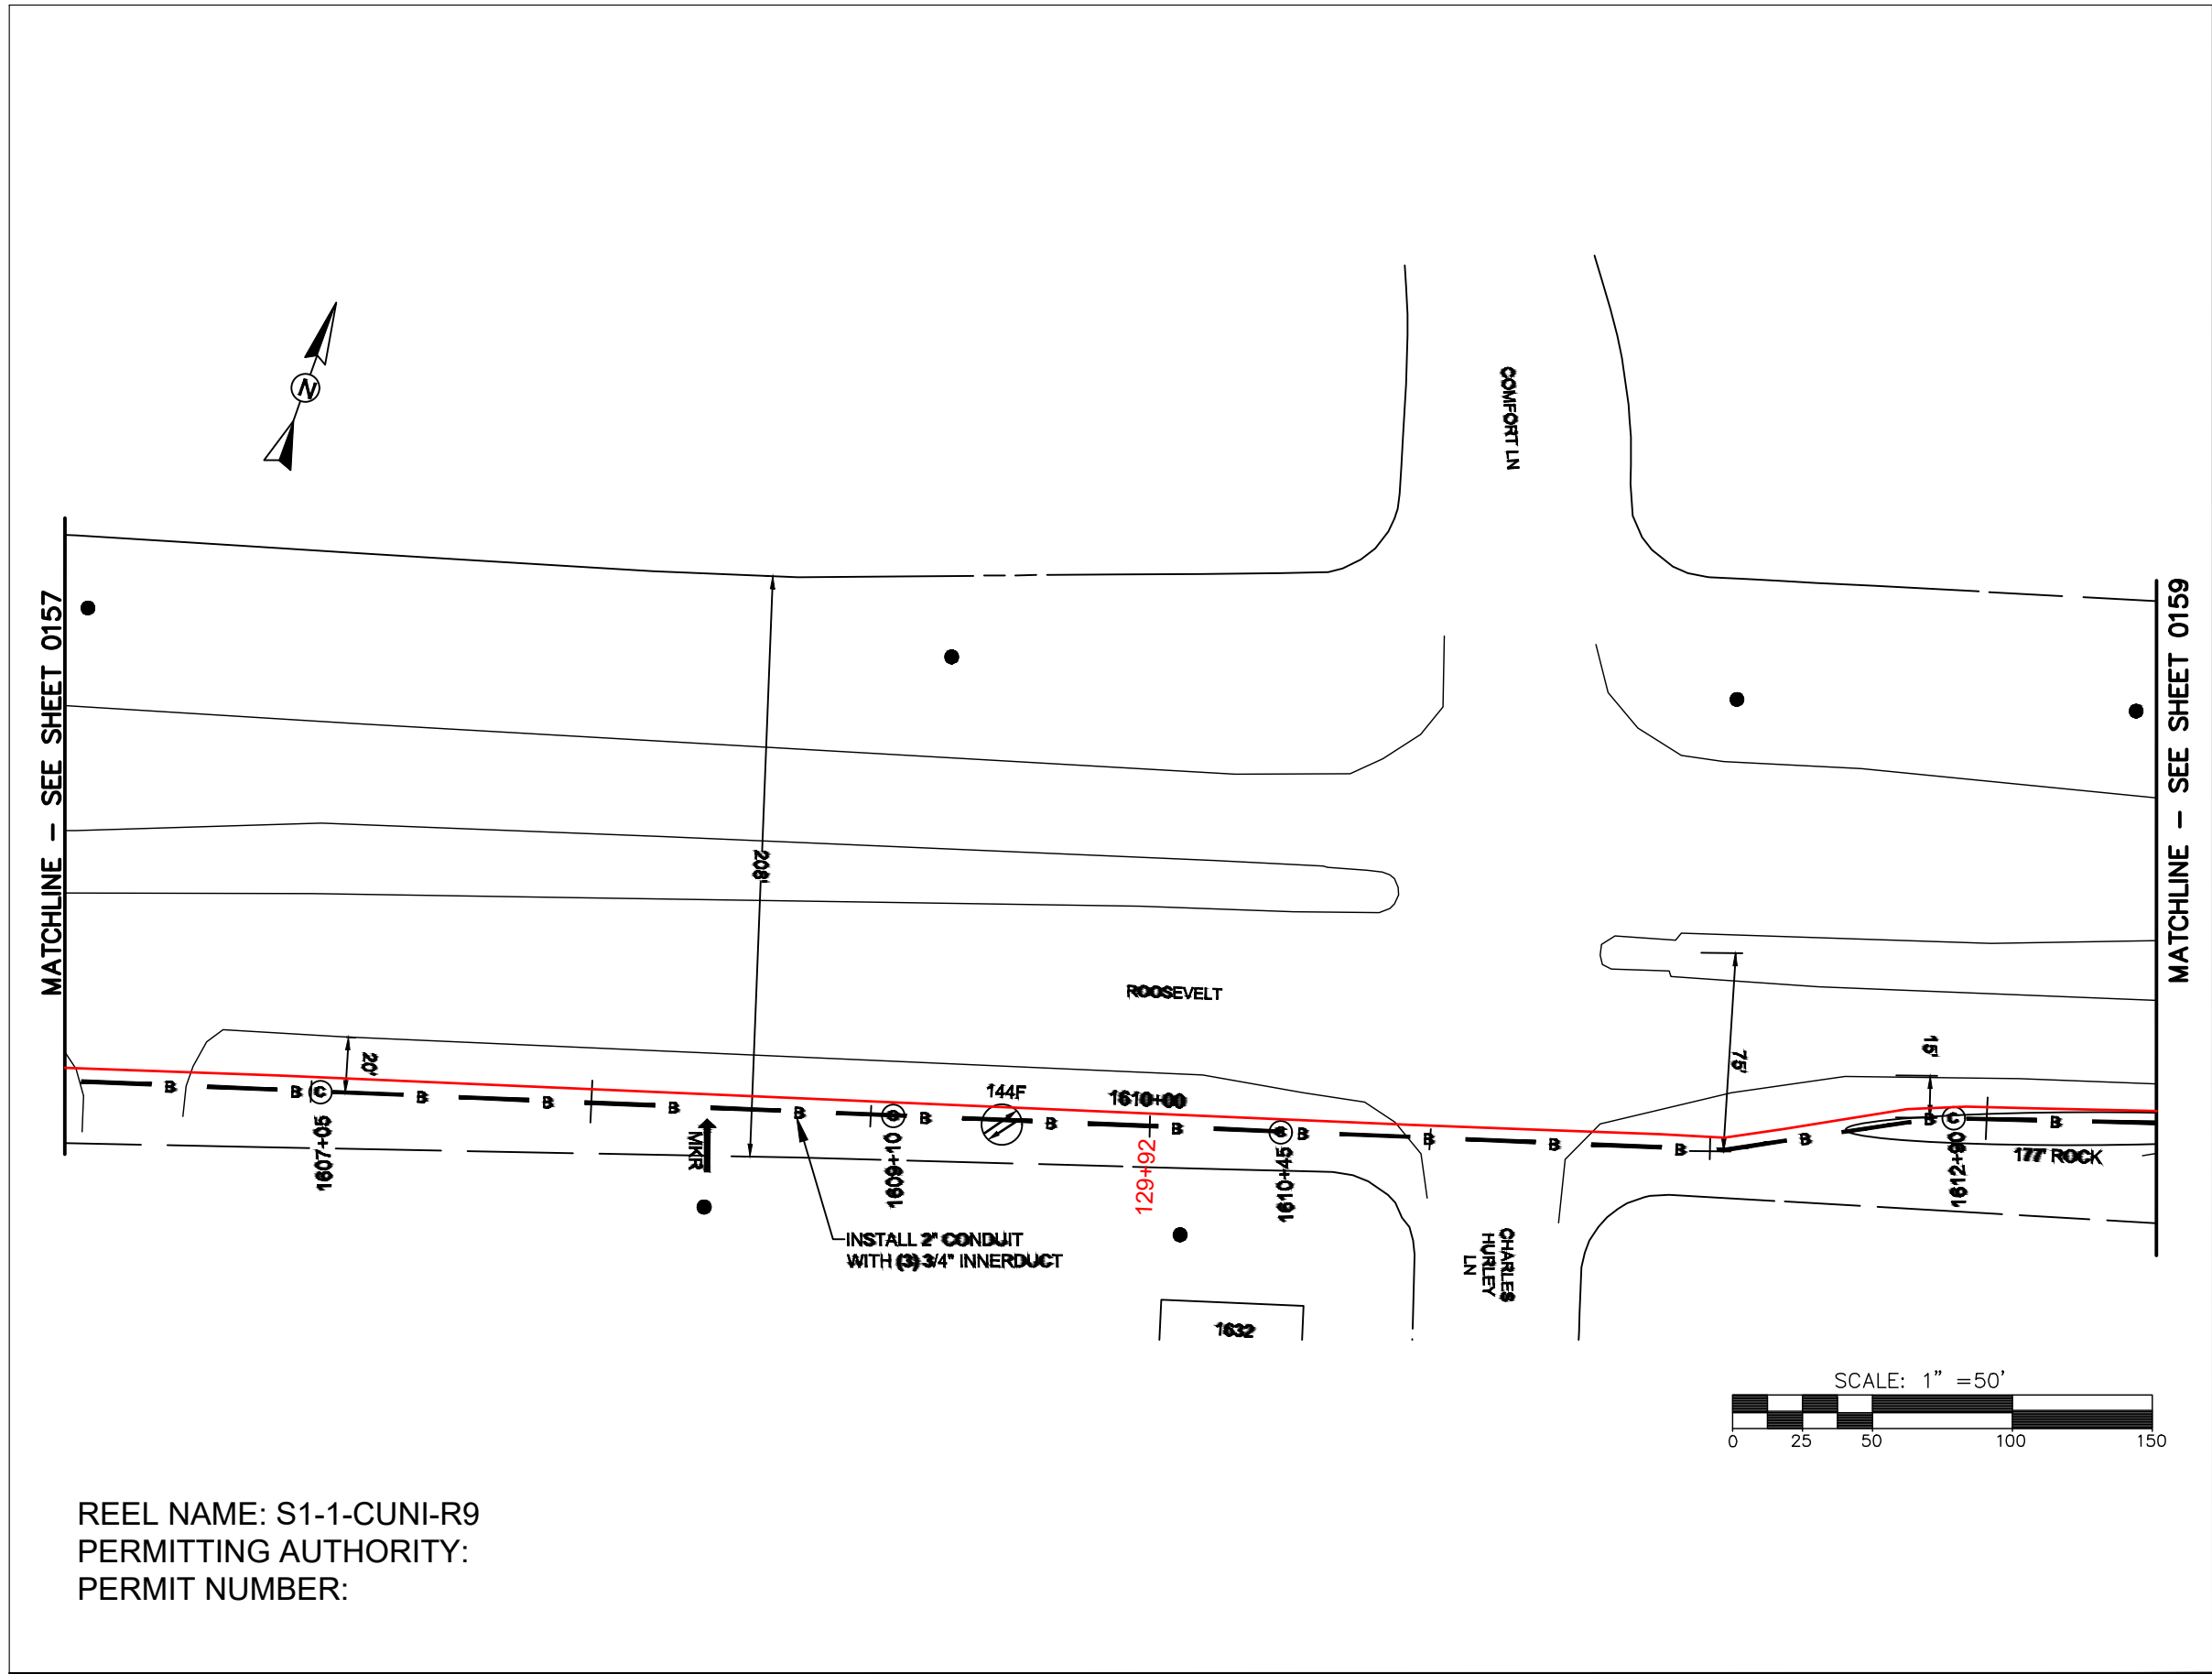 N
COMFORT LN
MATCHLINE - SEE SHEET 0157
MATCHLINE - SEE SHEET 0159
208'
ROOSEVELT
20'
75'
15'
144F
1610+00
B B B B B B B B B B B B B B B B
C
C
1607+05
MKR
1609+10
129+92
1610+45
1612+90
177' ROCK
INSTALL 2" CONDUIT
WITH (3) 3/4" INNERDUCT
CHARLES
HURLEY
LN
1632
SCALE: 1" =50'
0 25 50 100 150
REEL NAME: S1-1-CUNI-R9
PERMITTING AUTHORITY:
PERMIT NUMBER: